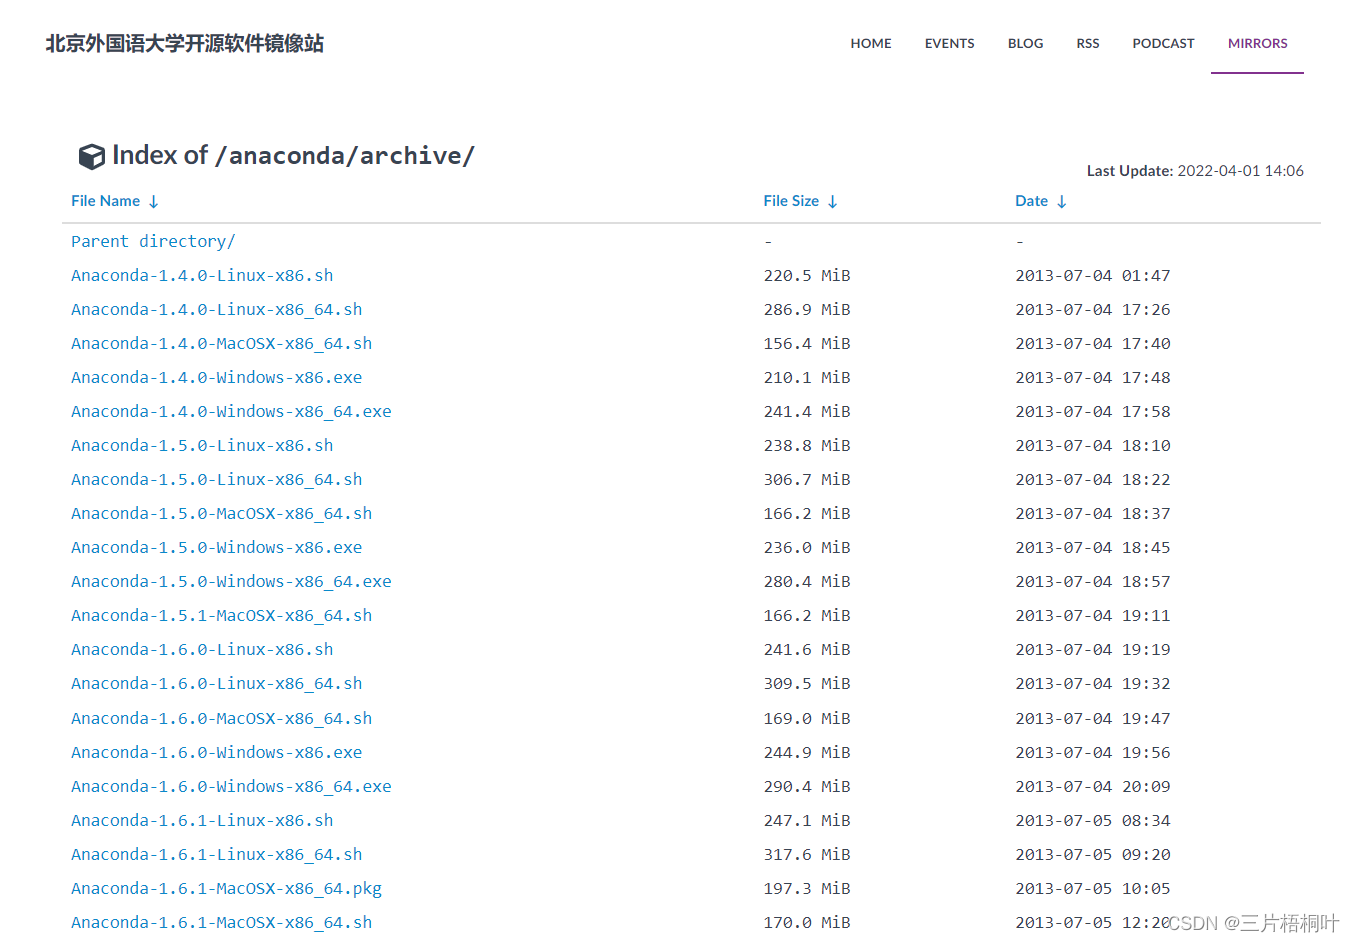 北京外国语大学开源软件镜像站
HOME EVENTS BLOG RSS PODCAST MIRRORS
Index of /anaconda/archive/
Last Update: 2022-04-01 14:06
File Name ↓ File Size ↓ Date ↓
Parent directory/ - -
Anaconda-1.4.0-Linux-x86.sh 220.5 MiB 2013-07-04 01:47
Anaconda-1.4.0-Linux-x86_64.sh 286.9 MiB 2013-07-04 17:26
Anaconda-1.4.0-MacOSX-x86_64.sh 156.4 MiB 2013-07-04 17:40
Anaconda-1.4.0-Windows-x86.exe 210.1 MiB 2013-07-04 17:48
Anaconda-1.4.0-Windows-x86_64.exe 241.4 MiB 2013-07-04 17:58
Anaconda-1.5.0-Linux-x86.sh 238.8 MiB 2013-07-04 18:10
Anaconda-1.5.0-Linux-x86_64.sh 306.7 MiB 2013-07-04 18:22
Anaconda-1.5.0-MacOSX-x86_64.sh 166.2 MiB 2013-07-04 18:37
Anaconda-1.5.0-Windows-x86.exe 236.0 MiB 2013-07-04 18:45
Anaconda-1.5.0-Windows-x86_64.exe 280.4 MiB 2013-07-04 18:57
Anaconda-1.5.1-MacOSX-x86_64.sh 166.2 MiB 2013-07-04 19:11
Anaconda-1.6.0-Linux-x86.sh 241.6 MiB 2013-07-04 19:19
Anaconda-1.6.0-Linux-x86_64.sh 309.5 MiB 2013-07-04 19:32
Anaconda-1.6.0-MacOSX-x86_64.sh 169.0 MiB 2013-07-04 19:47
Anaconda-1.6.0-Windows-x86.exe 244.9 MiB 2013-07-04 19:56
Anaconda-1.6.0-Windows-x86_64.exe 290.4 MiB 2013-07-04 20:09
Anaconda-1.6.1-Linux-x86.sh 247.1 MiB 2013-07-05 08:34
Anaconda-1.6.1-Linux-x86_64.sh 317.6 MiB 2013-07-05 09:20
Anaconda-1.6.1-MacOSX-x86_64.pkg 197.3 MiB 2013-07-05 10:05
Anaconda-1.6.1-MacOSX-x86_64.sh 170.0 MiB 2013-07-05 12:20
CSDN @三片梧桐叶